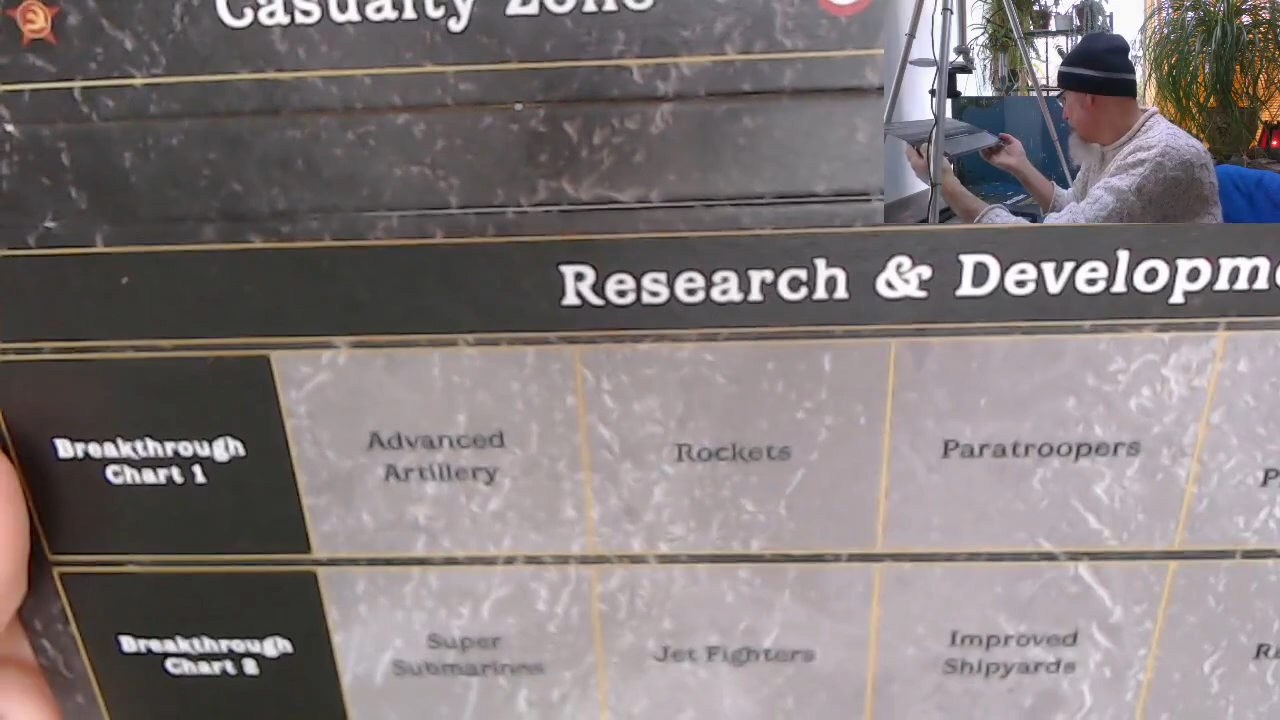 Casualty Zone
Research & Developm
Breakthrough
Chart 1
Advanced
Artillery
Rockets
Paratroopers
P
Breakthrough
Chart 2
Super
Submarines
Jet Fighters
Improved
Shipyards
R